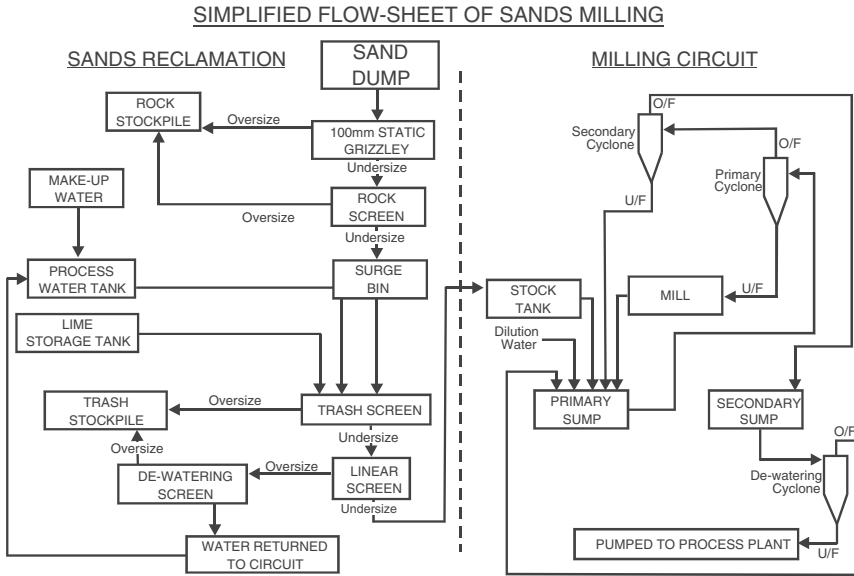 SIMPLIFIED FLOW-SHEET OF SANDS MILLING
SANDS RECLAMATION
SAND
DUMP
ROCK
STOCKPILE
Oversize
100mm STATIC
GRIZZLEY
Undersize
MAKE-UP
WATER
ROCK
SCREEN
Oversize
Undersize
PROCESS
WATER TANK
SURGE
BIN
LIME
STORAGE TANK
TRASH
STOCKPILE
Oversize
TRASH SCREEN
Undersize
Oversize
DE-WATERING
SCREEN
Oversize
LINEAR
SCREEN
Undersize
WATER RETURNED
TO CIRCUIT
MILLING CIRCUIT
O/F
Secondary
Cyclone
O/F
Primary
Cyclone
U/F
STOCK
TANK
MILL
U/F
Dilution
Water
PRIMARY
SUMP
SECONDARY
SUMP
O/F
De-watering
Cyclone
PUMPED TO PROCESS PLANT
U/F